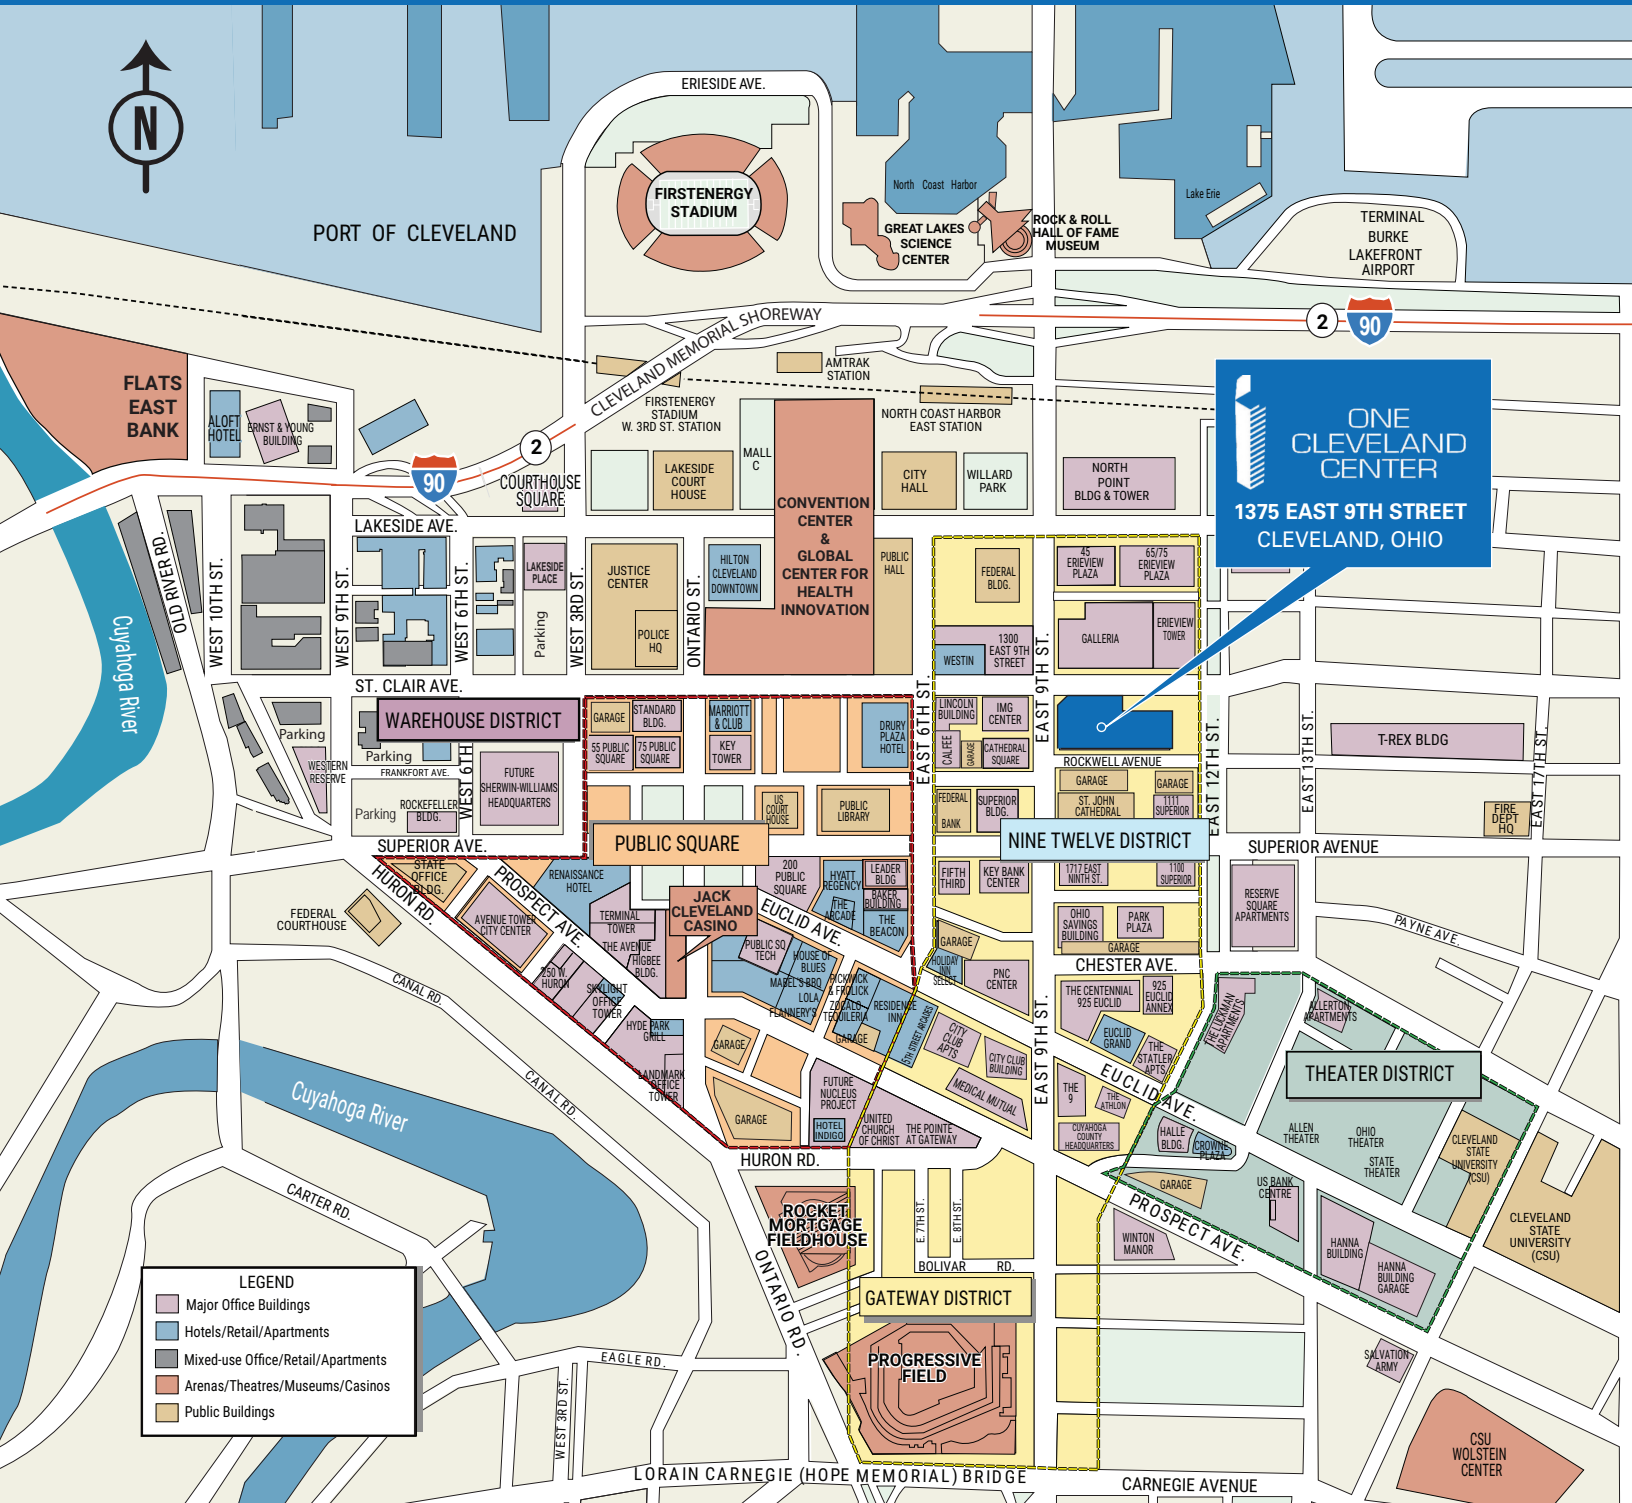 N
ERIESIDE AVE.
PORT OF CLEVELAND
FIRSTENERGY
STADIUM
North Coast Harbor
Lake Erie
GREAT LAKES
SCIENCE
CENTER
ROCK & ROLL
HALL OF FAME
MUSEUM
TERMINAL
BURKE
LAKEFRONT
AIRPORT
CLEVELAND MEMORIAL SHOREWAY
2
90
FLATS
EAST
BANK
ALOFT
HOTEL
ERNST & YOUNG
BUILDING
AMTRAK
STATION
FIRSTENERGY
STADIUM
W. 3RD ST. STATION
NORTH COAST HARBOR
EAST STATION
2
90
COURTHOUSE
SQUARE
LAKESIDE
COURT
HOUSE
MALL
C
CITY
HALL
WILLARD
PARK
NORTH
POINT
BLDG & TOWER
ONE
CLEVELAND
CENTER
1375 EAST 9TH STREET
CLEVELAND, OHIO
CONVENTION
CENTER
&
GLOBAL
CENTER FOR
HEALTH
INNOVATION
LAKESIDE AVE.
OLD RIVER RD.
WEST 10TH ST.
WEST 9TH ST.
WEST 6TH ST.
LAKESIDE
PLACE
Parking
WEST 3RD ST.
JUSTICE
CENTER
POLICE
HQ
ONTARIO ST.
HILTON
CLEVELAND
DOWNTOWN
PUBLIC
HALL
FEDERAL
BLDG.
45
ERIEVIEW
PLAZA
65/75
ERIEVIEW
PLAZA
1300
EAST 9TH
STREET
WESTIN
GALLERIA
ERIEVIEW
TOWER
EAST 9TH ST.
Cuyahoga River
ST. CLAIR AVE.
WAREHOUSE DISTRICT
Parking
Parking
WESTERN
RESERVE
FRANKFORT AVE.
Parking
ROCKEFELLER
BLDG.
WEST 6TH
FUTURE
SHERWIN-WILLIAMS
HEADQUARTERS
GARAGE
STANDARD
BLDG.
55 PUBLIC
SQUARE
75 PUBLIC
SQUARE
MARRIOTT
& CLUB
KEY
TOWER
DRURY
PLAZA
HOTEL
EAST 6TH ST.
LINCOLN
BUILDING
IMG
CENTER
CALFEE
GARAGE
CATHEDRAL
SQUARE
ROCKWELL AVENUE
GARAGE
GARAGE
ST. JOHN
CATHEDRAL
1111
SUPERIOR
EAST 12TH ST.
EAST 13TH ST.
T-REX BLDG
EAST 17TH ST.
FIRE
DEPT
HQ
US
COURT
HOUSE
PUBLIC
LIBRARY
FEDERAL
BANK
SUPERIOR
BLDG.
PUBLIC SQUARE
NINE TWELVE DISTRICT
SUPERIOR AVE.
SUPERIOR AVENUE
STATE
OFFICE
BLDG.
HURON RD.
PROSPECT AVE.
RENAISSANCE
HOTEL
200
PUBLIC
SQUARE
HYATT
REGENCY
LEADER
BLDG
BAKER
BUILDING
THE
ARCADE
THE
BEACON
FIFTH
THIRD
KEY BANK
CENTER
1717 EAST
NINTH ST.
1100
SUPERIOR
RESERVE
SQUARE
APARTMENTS
JACK
CLEVELAND
CASINO
FEDERAL
COURTHOUSE
AVENUE TOWER
CITY CENTER
TERMINAL
TOWER
THE AVENUE
HIGBEE
BLDG.
EUCLID AVE.
OHIO
SAVINGS
BUILDING
PARK
PLAZA
GARAGE
CHESTER AVE.
PAYNE AVE.
GARAGE
HOLIDAY
INN
SELECT
PNC
CENTER
PUBLIC SQ
TECH
HOUSE OF
BLUES
MABEL'S BBQ
LOLA
FLANNERY'S
PICKWICK
& FROLICK
ZOCALO
TEQUILERIA
RESIDENCE
INN
GARAGE
5TH STREET ARCADES
CITY
CLUB
APTS
CITY CLUB
BUILDING
MEDICAL MUTUAL
250 W.
HURON
SKYLIGHT
OFFICE
TOWER
HYDE PARK
GRILL
LANDMARK
OFFICE
TOWER
GARAGE
GARAGE
CANAL RD.
CANAL RD.
EAST 9TH ST.
THE CENTENNIAL
925 EUCLID
925
EUCLID
ANNEX
EUCLID
GRAND
THE
STATLER
APTS
THE LUCKMAN
APARTMENTS
ALLERTON
APARTMENTS
THEATER DISTRICT
EUCLID AVE.
THE
9
THE
ATHLON
CUYAHOGA
COUNTY
HEADQUARTERS
HALLE
BLDG.
CROWNE
PLAZA
ALLEN
THEATER
OHIO
THEATER
STATE
THEATER
CLEVELAND
STATE
UNIVERSITY
(CSU)
CLEVELAND
STATE
UNIVERSITY
(CSU)
FUTURE
NUCLEUS
PROJECT
HOTEL
INDIGO
UNITED
CHURCH
OF CHRIST
THE POINTE
AT GATEWAY
HURON RD.
Cuyahoga River
CARTER RD.
ROCKET
MORTGAGE
FIELDHOUSE
E. 7TH ST.
E. 8TH ST.
BOLIVAR RD.
GARAGE
US BANK
CENTRE
PROSPECT AVE.
WINTON
MANOR
HANNA
BUILDING
HANNA
BUILDING
GARAGE
ONTARIO RD.
GATEWAY DISTRICT
PROGRESSIVE
FIELD
SALVATION
ARMY
CSU
WOLSTEIN
CENTER
EAGLE RD.
WEST 3RD ST.
LORAIN CARNEGIE (HOPE MEMORIAL) BRIDGE
CARNEGIE AVENUE
LEGEND
Major Office Buildings
Hotels/Retail/Apartments
Mixed-use Office/Retail/Apartments
Arenas/Theatres/Museums/Casinos
Public Buildings